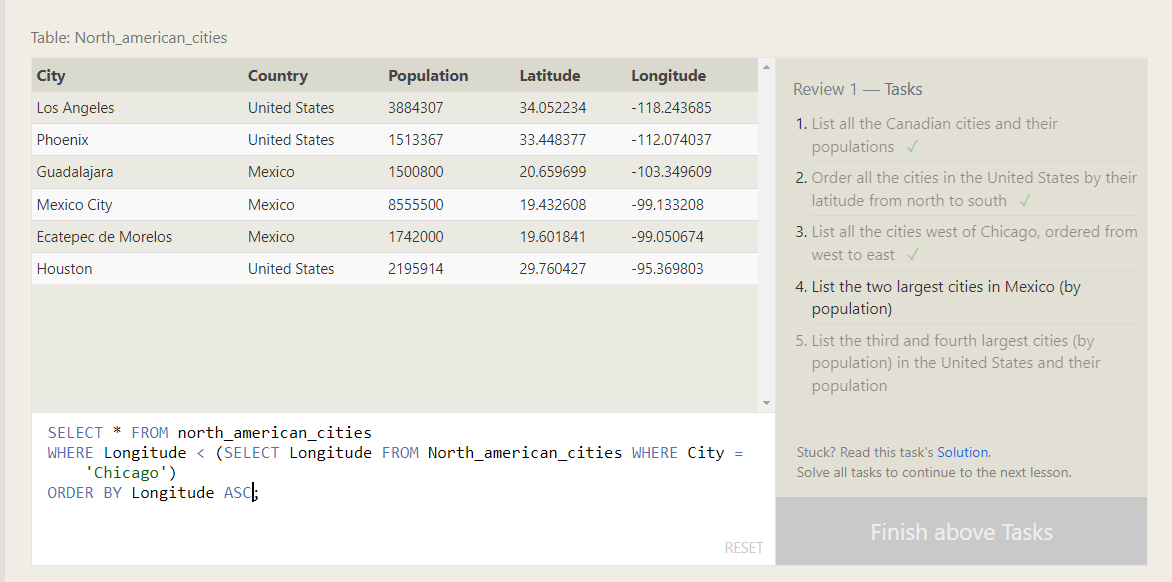 Table: North_american_cities
City Country Population Latitude Longitude
Los Angeles United States 3884307 34.052234 -118.243685
Phoenix United States 1513367 33.448377 -112.074037
Guadalajara Mexico 1500800 20.659699 -103.349609
Mexico City Mexico 8555500 19.432608 -99.133208
Ecatepec de Morelos Mexico 1742000 19.601841 -99.050674
Houston United States 2195914 29.760427 -95.369803
SELECT * FROM north_american_cities
WHERE Longitude < (SELECT Longitude FROM North_american_cities WHERE City =
'Chicago')
ORDER BY Longitude ASC;
RESET
Review 1 — Tasks
1. List all the Canadian cities and their
populations ✓
2. Order all the cities in the United States by their
latitude from north to south ✓
3. List all the cities west of Chicago, ordered from
west to east ✓
4. List the two largest cities in Mexico (by
population)
5. List the third and fourth largest cities (by
population) in the United States and their
population
Stuck? Read this task's Solution.
Solve all tasks to continue to the next lesson.
Finish above Tasks